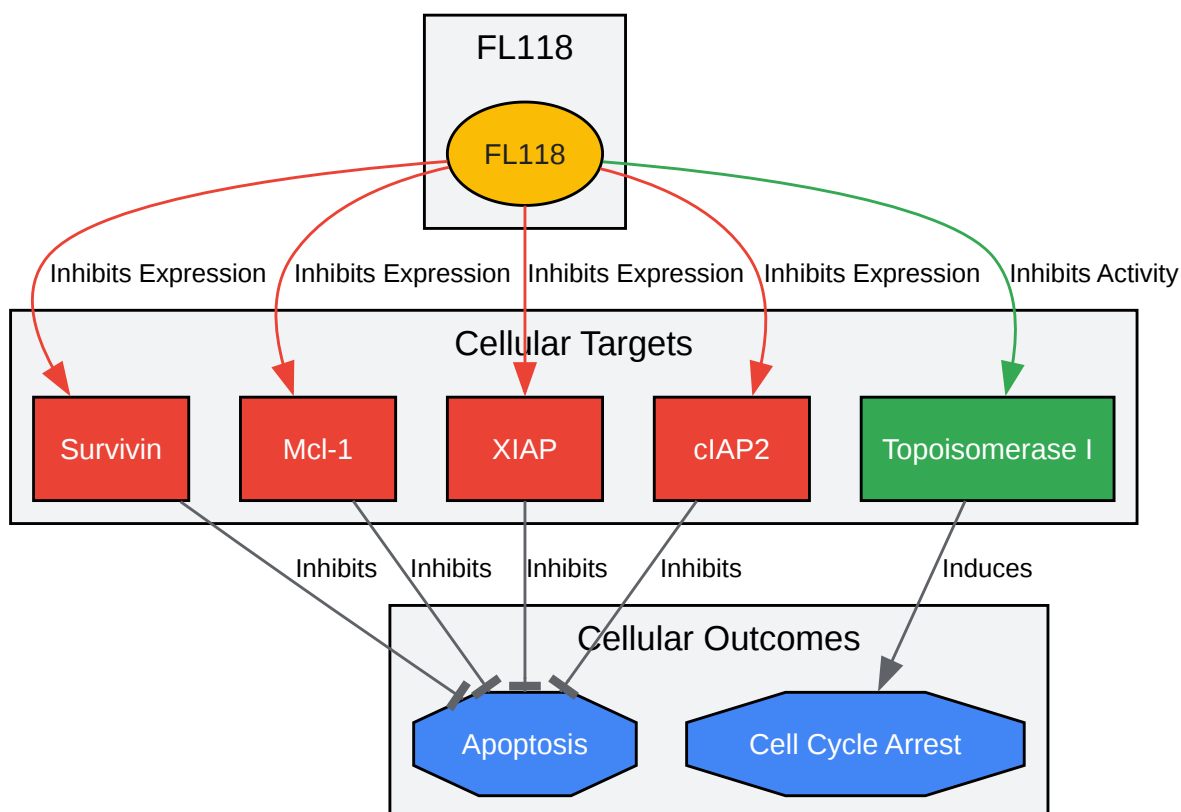 FL118
FL118
Inhibits Expression
Inhibits Expression
Inhibits Expression
Inhibits Expression
Inhibits Activity
Cellular Targets
Survivin
Mcl-1
XIAP
cIAP2
Topoisomerase I
Inhibits
Inhibits
Inhibits
Inhibits
Induces
Cellular Outcomes
Apoptosis
Cell Cycle Arrest